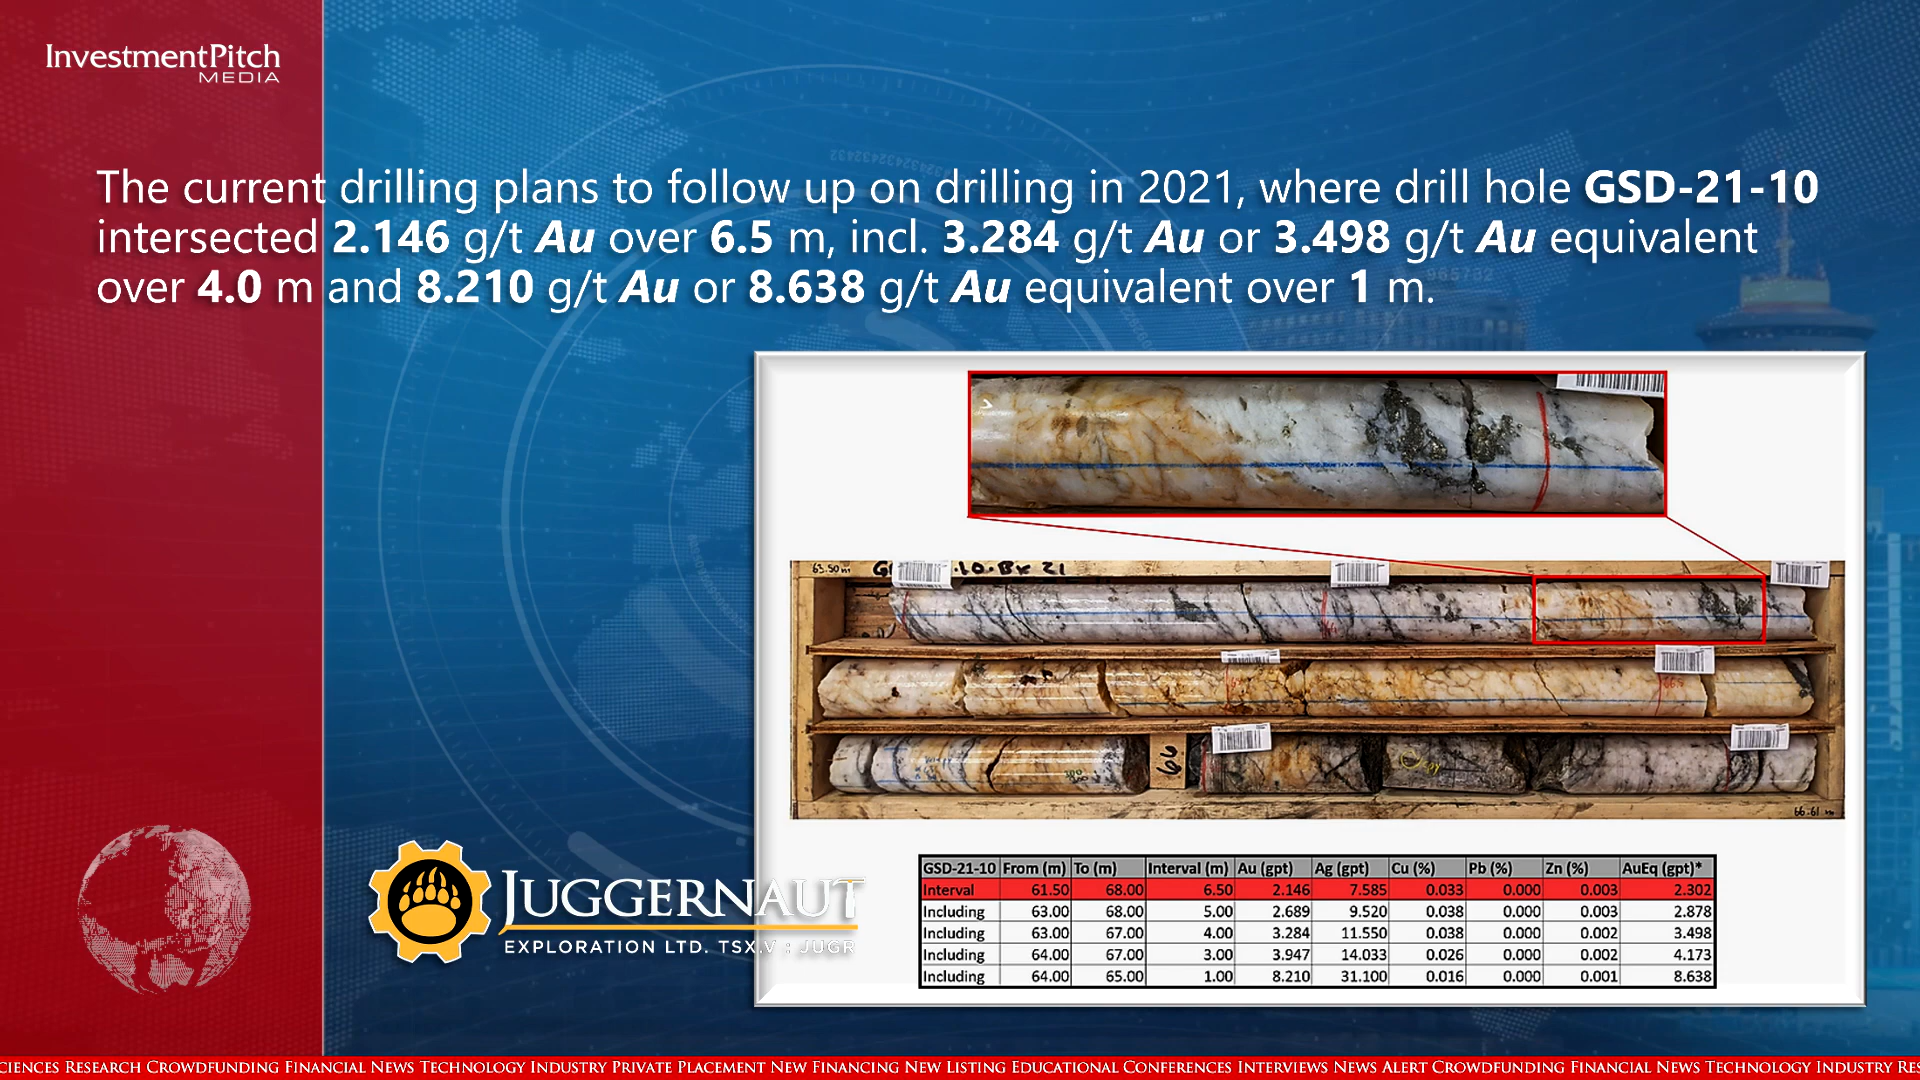 InvestmentPitch
MEDIA
The current drilling plans to follow up on drilling in 2021, where drill hole GSD-21-10
intersected 2.146 g/t Au over 6.5 m, incl. 3.284 g/t Au or 3.498 g/t Au equivalent
over 4.0 m and 8.210 g/t Au or 8.638 g/t Au equivalent over 1 m.
63.50 m
.10.Bx 21
66
66.61 m
JUGGERNAUT
EXPLORATION LTD. TSX.V : JUGR
GSD-21-10 From (m) To (m) Interval (m) Au (gpt) Ag (gpt) Cu (%) Pb (%) Zn (%) AuEq (gpt)*
Interval 61.50 68.00 6.50 2.146 7.585 0.033 0.000 0.003 2.302
Including 63.00 68.00 5.00 2.689 9.520 0.038 0.000 0.003 2.878
Including 63.00 67.00 4.00 3.284 11.550 0.038 0.000 0.002 3.498
Including 64.00 67.00 3.00 3.947 14.033 0.026 0.000 0.002 4.173
Including 64.00 65.00 1.00 8.210 31.100 0.016 0.000 0.001 8.638
CIENCES RESEARCH CROWDFUNDING FINANCIAL NEWS TECHNOLOGY INDUSTRY PRIVATE PLACEMENT NEW FINANCING NEW LISTING EDUCATIONAL CONFERENCES INTERVIEWS NEWS ALERT CROWDFUNDING FINANCIAL NEWS TECHNOLOGY INDUSTRY RES